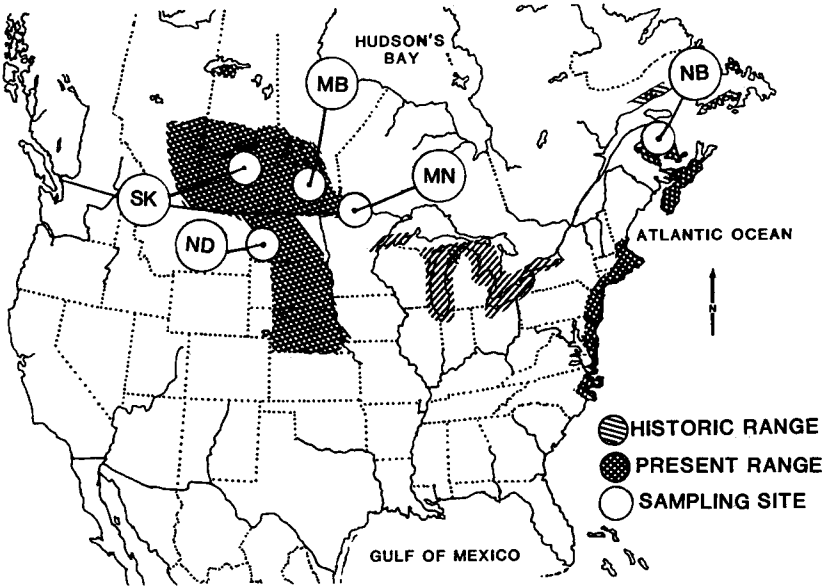 HUDSON'S
BAY
NB
MB
MN
SK
ND
ATLANTIC OCEAN
N
HISTORIC RANGE
PRESENT RANGE
SAMPLING SITE
GULF OF MEXICO